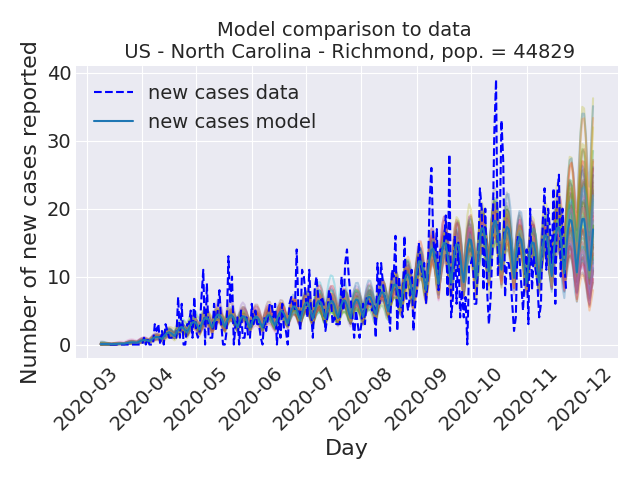 Model comparison to data
US - North Carolina - Richmond, pop. = 44829
Number of new cases reported
40
30
20
10
0
new cases data
new cases model
2020-03
2020-04
2020-05
2020-06
2020-07
2020-08
2020-09
2020-10
2020-11
2020-12
Day